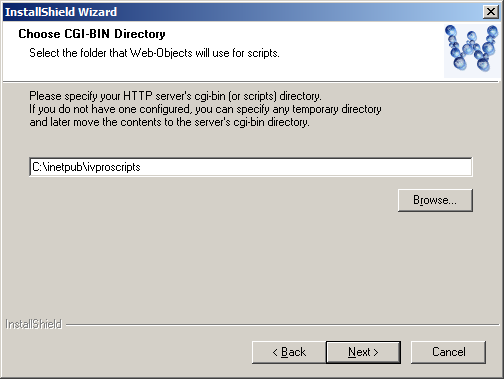 InstallShield Wizard
Choose CGI-BIN Directory
Select the folder that Web-Objects will use for scripts.
Please specify your HTTP server's cgi-bin (or scripts) directory.
If you do not have one configured, you can specify any temporary directory
and later move the contents to the server's cgi-bin directory.
C:\inetpub\ivproscripts
Browse...
InstallShield
< Back
Next >
Cancel